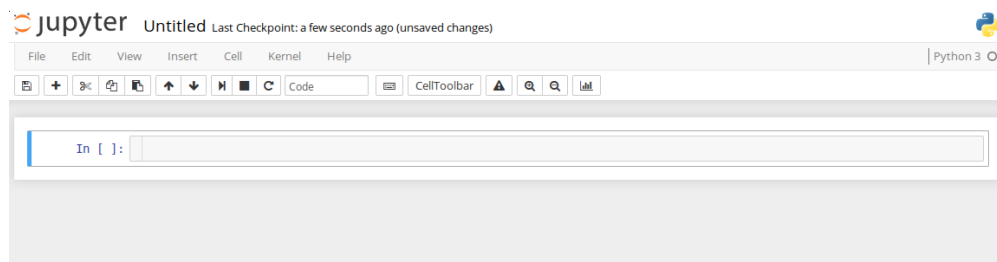 jupyter Untitled Last Checkpoint: a few seconds ago (unsaved changes)
File Edit View Insert Cell Kernel Help Python 3
Code CellToolbar
In [ ]: